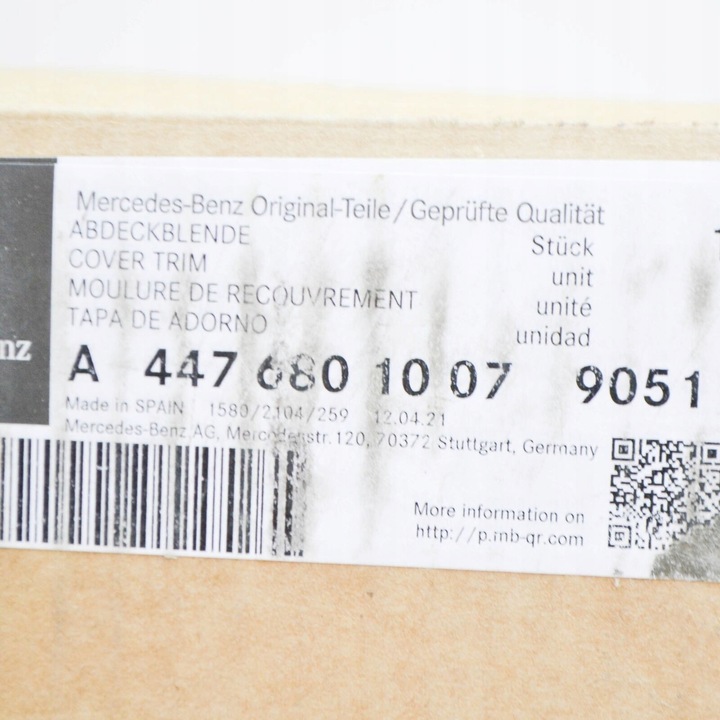 Mercedes-Benz Original-Teile/Geprüfte Qualität
ABDECKBLENDE
COVER TRIM
MOULURE DE RECOUVREMENT
TAPA DE ADORNO
Stück
unit
unité
unidad
nz
A 447 680 10 07 9051
Made in SPAIN 1580/2104/259 12.04.21
Mercedes-Benz AG, Mercedesstr.120, 70372 Stuttgart, Germany
More information on
http://p.mb-qr.com